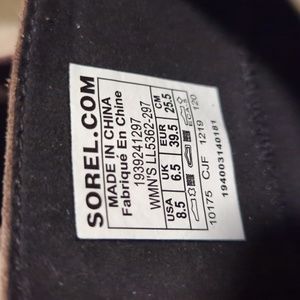 SOREL.COM
MADE IN CHINA
Fabriqué En Chine
1939241297
WMN'S LL5362-297
USA UK EUR CM
8.5 6.5 39.5 25.5
120
10175 CJF 1219
194003140181